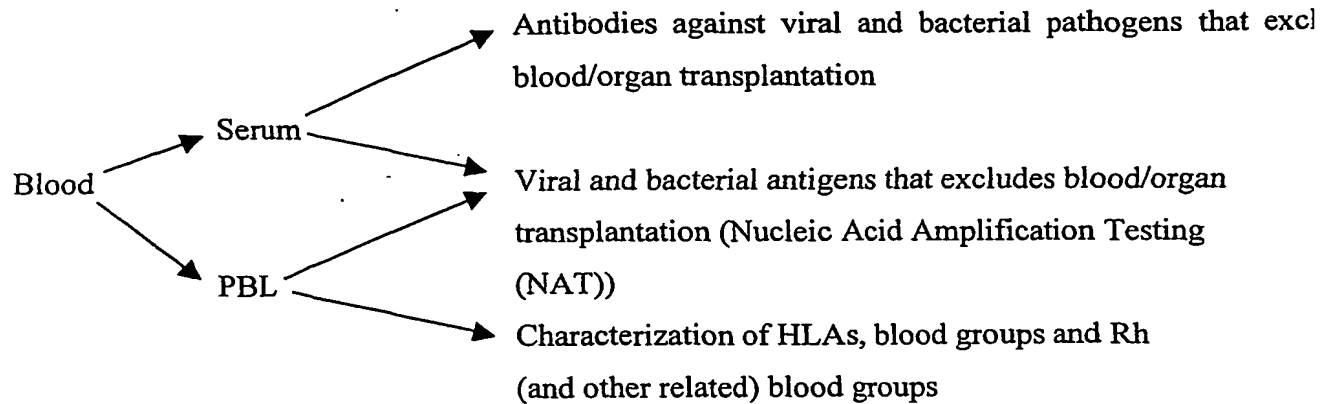 Antibodies against viral and bacterial pathogens that excl
blood/organ transplantation
Serum
Blood
Viral and bacterial antigens that excludes blood/organ
transplantation (Nucleic Acid Amplification Testing
(NAT))
PBL
Characterization of HLAs, blood groups and Rh
(and other related) blood groups